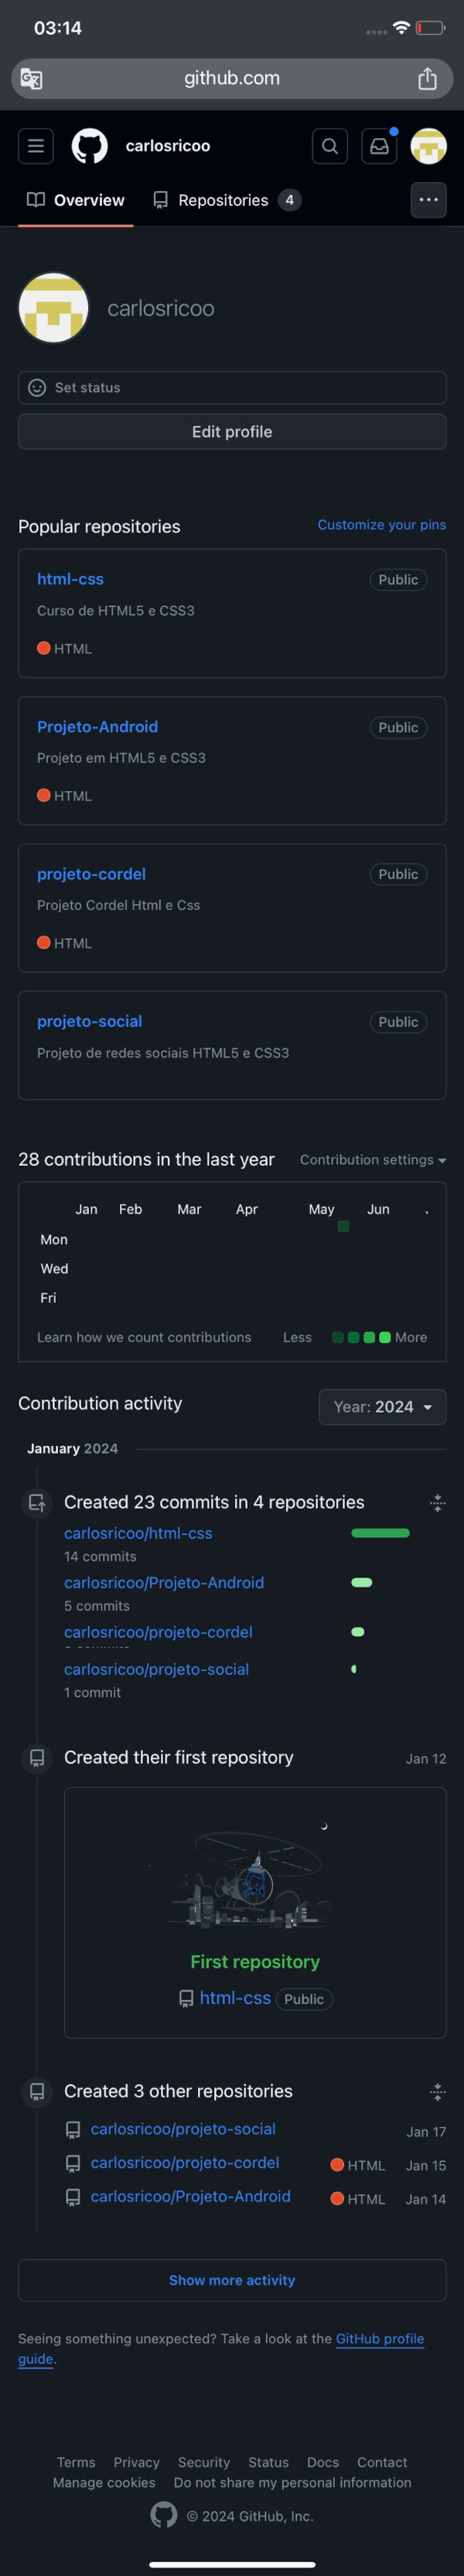 03:14
github.com
carlosricoo
Overview
Repositories 4
carlosricoo
Set status
Edit profile
Popular repositories
Customize your pins
html-css
Public
Curso de HTML5 e CSS3
HTML
Projeto-Android
Public
Projeto em HTML5 e CSS3
HTML
projeto-cordel
Public
Projeto Cordel Html e Css
HTML
projeto-social
Public
Projeto de redes sociais HTML5 e CSS3
28 contributions in the last year
Contribution settings
Jan Feb Mar Apr May Jun
Mon
Wed
Fri
Learn how we count contributions
Less
More
Contribution activity
Year: 2024
January 2024
Created 23 commits in 4 repositories
carlosricoo/html-css
14 commits
carlosricoo/Projeto-Android
5 commits
carlosricoo/projeto-cordel
carlosricoo/projeto-social
1 commit
Created their first repository
Jan 12
First repository
html-css Public
Created 3 other repositories
carlosricoo/projeto-social
Jan 17
carlosricoo/projeto-cordel
HTML
Jan 15
carlosricoo/Projeto-Android
HTML
Jan 14
Show more activity
Seeing something unexpected? Take a look at the GitHub profile
guide.
Terms Privacy Security Status Docs Contact
Manage cookies Do not share my personal information
© 2024 GitHub, Inc.